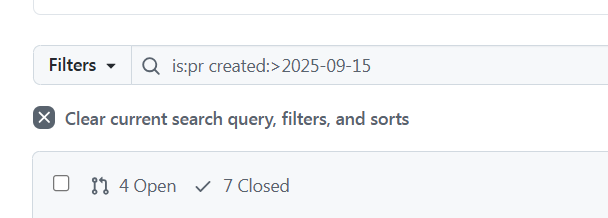 Filters is:pr created:>2025-09-15
Clear current search query, filters, and sorts
4 Open 7 Closed